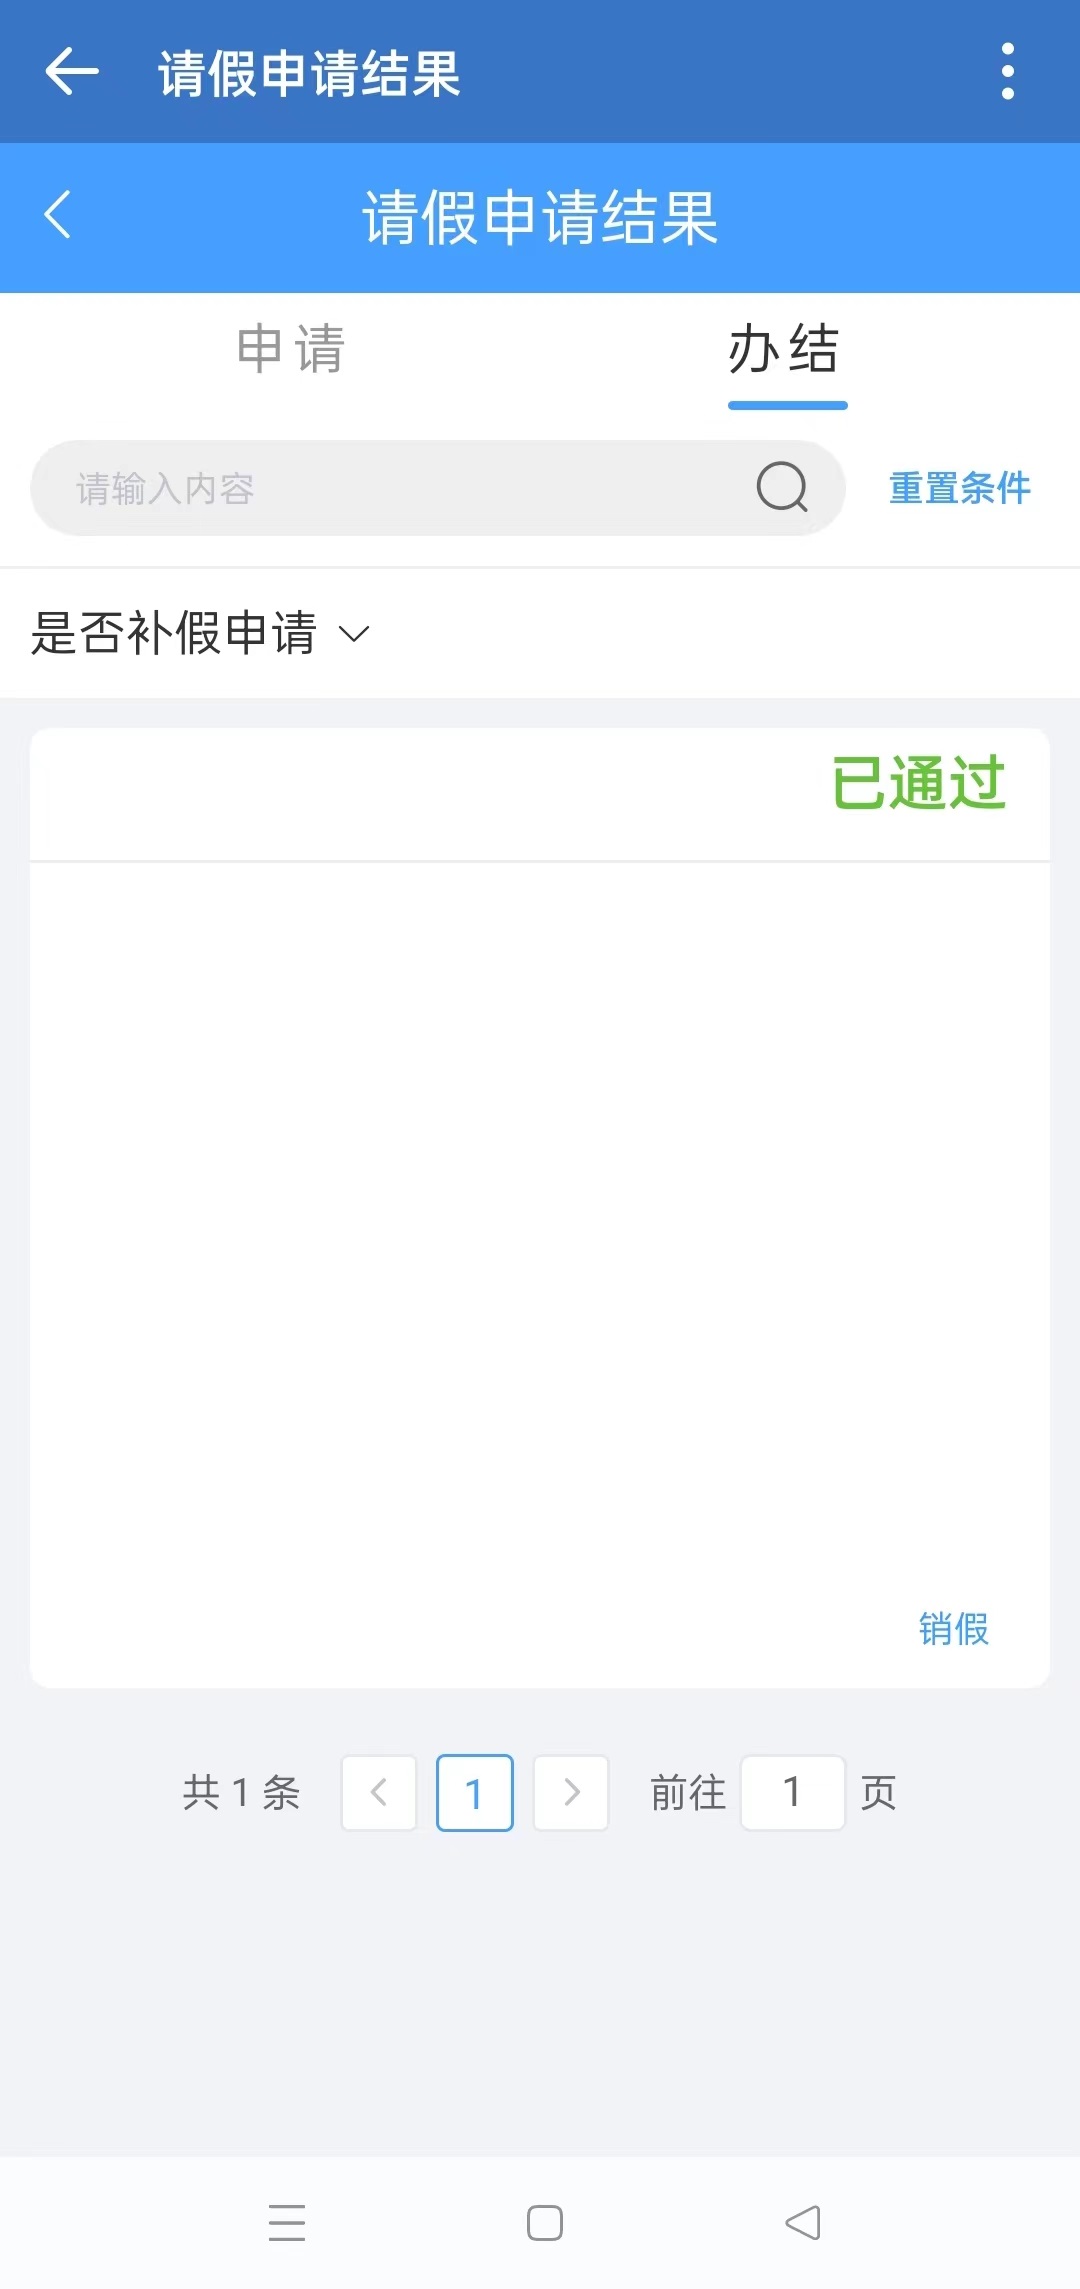 请假申请结果
请假申请结果
申请 办结
请输入内容 重置条件
是否补假申请
已通过
销假
共 1 条 1 前往 1 页